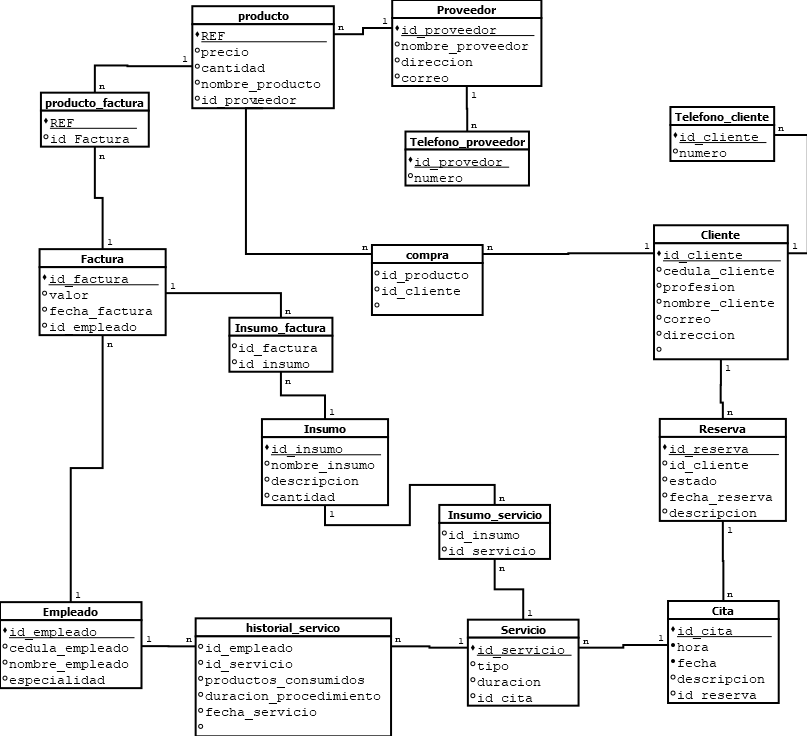 producto
REF
precio
cantidad
nombre_producto
id_proveedor
n
1
Proveedor
id_proveedor
nombre_proveedor
direccion
correo
1
n
Telefono_proveedor
id_provedor
numero
1
n
producto_factura
REF
id_Factura
n
1
Telefono_cliente
id_cliente
numero
n
1
Factura
id_factura
valor
fecha_factura
id_empleado
n
1
n
Insumo_factura
id_factura
id_insumo
n
1
n
compra
id_producto
id_cliente
n
1
Cliente
id_cliente
cedula_cliente
profesion
nombre_cliente
correo
direccion
1
n
Insumo
id_insumo
nombre_insumo
descripcion
cantidad
1
n
Insumo_servicio
id_insumo
id_servicio
n
1
Reserva
id_reserva
id_cliente
estado
fecha_reserva
descripcion
1
n
1
Empleado
id_empleado
cedula_empleado
nombre_empleado
especialidad
1
n
historial_servico
id_empleado
id_servicio
productos_consumidos
duracion_procedimiento
fecha_servicio
n
1
Servicio
id_servicio
tipo
duracion
id_cita
n
1
Cita
id_cita
hora
fecha
descripcion
id_reserva